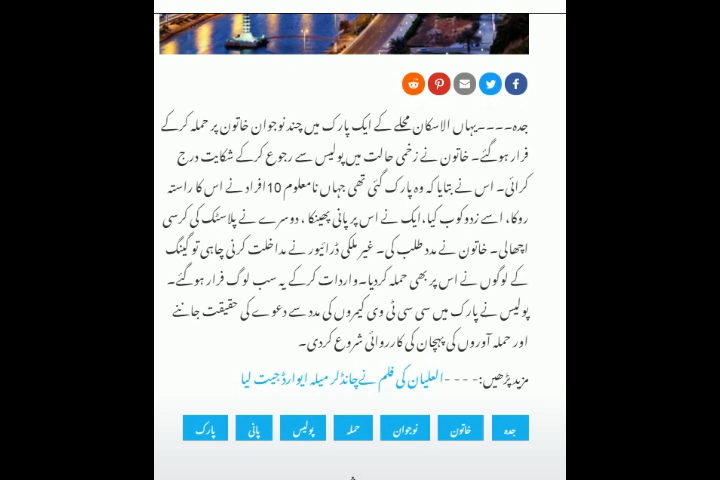 جدہ۔۔۔۔یہاں الاسکان محلے کے ایک پارک میں چند نوجوان خاتون پر حملہ کرکے
فرار ہوگئے۔ خاتون نے زخمی حالت میں پولیس سے رجوع کرکے شکایت درج
کرائی۔ اس نے بتایا کہ وہ پارک گئی تھی جہاں نامعلوم 10افراد نے اس کا راستہ
روکا، اسے زدوکوب کیا،ایک نے اس پر پانی پھینکا ، دوسرے نے پلاسٹک کی کرسی
اچھالی۔ خاتون نے مدد طلب کی۔ غیر ملکی ڈرائیور نے مداخلت کرنی چاہی تو گینگ
کے لوگوں نے اس پر بھی حملہ کردیا۔واردات کرکے یہ سب لوگ فرار ہوگئے۔
پولیس نے پارک میں سی سی ٹی وی کیمروں کی مدد سے دعوے کی حقیقت جاننے
اور حملہ آوروں کی پہچان کی کارروائی شروع کردی۔
مزید پڑھیں:- - - -العلیان کی فلم نے چانڈلر میلہ ایوارڈ جیت لیا
جدہ خاتون نوجوان حملہ پولیس پانی پارک